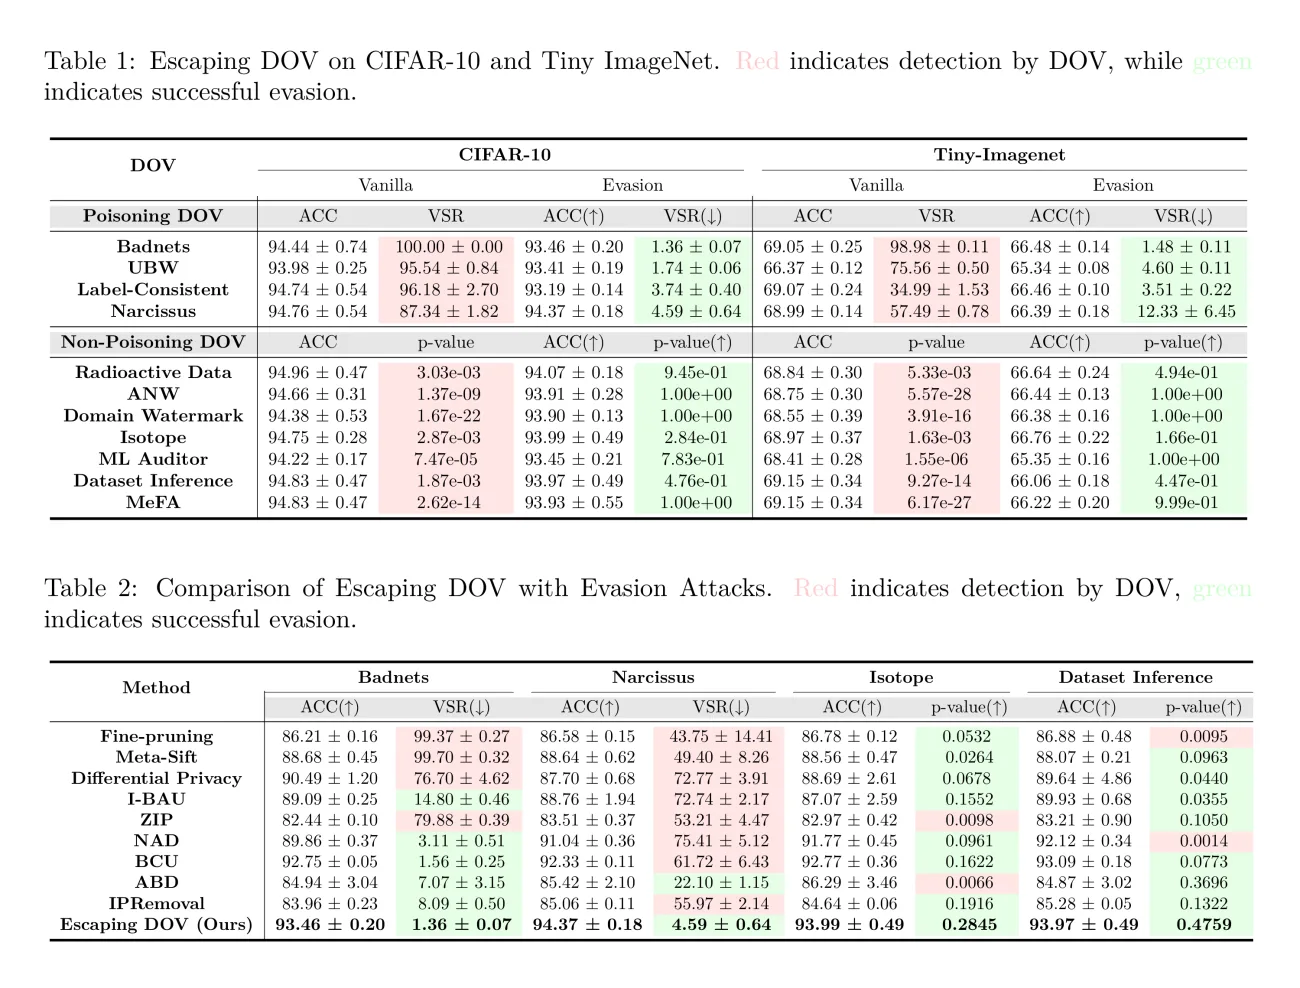 Table 1: Escaping DOV on CIFAR-10 and Tiny ImageNet. Red indicates detection by DOV, while green
indicates successful evasion.
DOV CIFAR-10 Tiny-Imagenet
Vanilla Evasion Vanilla Evasion
Poisoning DOV ACC VSR ACC(↑) VSR(↓) ACC VSR ACC(↑) VSR(↓)
Badnets 94.44 ± 0.74 100.00 ± 0.00 93.46 ± 0.20 1.36 ± 0.07 69.05 ± 0.25 98.98 ± 0.11 66.48 ± 0.14 1.48 ± 0.11
UBW 93.98 ± 0.25 95.54 ± 0.84 93.41 ± 0.19 1.74 ± 0.06 66.37 ± 0.12 75.56 ± 0.50 65.34 ± 0.08 4.60 ± 0.11
Label-Consistent 94.74 ± 0.54 96.18 ± 2.70 93.19 ± 0.14 3.74 ± 0.40 69.07 ± 0.24 34.99 ± 1.53 66.46 ± 0.10 3.51 ± 0.22
Narcissus 94.76 ± 0.54 87.34 ± 1.82 94.37 ± 0.18 4.59 ± 0.64 68.99 ± 0.14 57.49 ± 0.78 66.39 ± 0.18 12.33 ± 6.45
Non-Poisoning DOV ACC p-value ACC(↑) p-value(↑) ACC p-value ACC(↑) p-value(↑)
Radioactive Data 94.96 ± 0.47 3.03e-03 94.07 ± 0.18 9.45e-01 68.84 ± 0.30 5.33e-03 66.64 ± 0.24 4.94e-01
ANW 94.66 ± 0.31 1.37e-09 93.91 ± 0.28 1.00e+00 68.75 ± 0.30 5.57e-28 66.44 ± 0.13 1.00e+00
Domain Watermark 94.38 ± 0.53 1.67e-22 93.90 ± 0.13 1.00e+00 68.55 ± 0.39 3.91e-16 66.38 ± 0.16 1.00e+00
Isotope 94.75 ± 0.28 2.87e-03 93.99 ± 0.49 2.84e-01 68.97 ± 0.37 1.63e-03 66.76 ± 0.22 1.66e-01
ML Auditor 94.22 ± 0.17 7.47e-05 93.45 ± 0.21 7.83e-01 68.41 ± 0.28 1.55e-06 65.35 ± 0.16 1.00e+00
Dataset Inference 94.83 ± 0.47 1.87e-03 93.97 ± 0.49 4.76e-01 69.15 ± 0.34 9.27e-14 66.06 ± 0.18 4.47e-01
MeFA 94.83 ± 0.47 2.62e-14 93.93 ± 0.55 1.00e+00 69.15 ± 0.34 6.17e-27 66.22 ± 0.20 9.99e-01
Table 2: Comparison of Escaping DOV with Evasion Attacks. Red indicates detection by DOV, green
indicates successful evasion.
Method Badnets Narcissus Isotope Dataset Inference
ACC(↑) VSR(↓) ACC(↑) VSR(↓) ACC(↑) p-value(↑) ACC(↑) p-value(↑)
Fine-pruning 86.21 ± 0.16 99.37 ± 0.27 86.58 ± 0.15 43.75 ± 14.41 86.78 ± 0.12 0.0532 86.88 ± 0.48 0.0095
Meta-Sift 88.68 ± 0.45 99.70 ± 0.32 88.64 ± 0.62 49.40 ± 8.26 88.56 ± 0.47 0.0264 88.07 ± 0.21 0.0963
Differential Privacy 90.49 ± 1.20 76.70 ± 4.62 87.70 ± 0.68 72.77 ± 3.91 88.69 ± 2.61 0.0678 89.64 ± 4.86 0.0440
I-BAU 89.09 ± 0.25 14.80 ± 0.46 88.76 ± 1.94 72.74 ± 2.17 87.07 ± 2.59 0.1552 89.93 ± 0.68 0.0355
ZIP 82.44 ± 0.10 79.88 ± 0.39 83.51 ± 0.37 53.21 ± 4.47 82.97 ± 0.42 0.0098 83.21 ± 0.90 0.1050
NAD 89.86 ± 0.37 3.11 ± 0.51 91.04 ± 0.36 75.41 ± 5.12 91.77 ± 0.45 0.0961 92.12 ± 0.34 0.0014
BCU 92.75 ± 0.05 1.56 ± 0.25 92.33 ± 0.11 61.72 ± 6.43 92.77 ± 0.36 0.1622 93.09 ± 0.18 0.0773
ABD 84.94 ± 3.04 7.07 ± 3.15 85.42 ± 2.10 22.10 ± 1.15 86.29 ± 3.46 0.0066 84.87 ± 3.02 0.3696
IPRemoval 83.96 ± 0.23 8.09 ± 0.50 85.06 ± 0.11 55.97 ± 2.14 84.64 ± 0.06 0.1916 85.28 ± 0.05 0.1322
Escaping DOV (Ours) 93.46 ± 0.20 1.36 ± 0.07 94.37 ± 0.18 4.59 ± 0.64 93.99 ± 0.49 0.2845 93.97 ± 0.49 0.4759